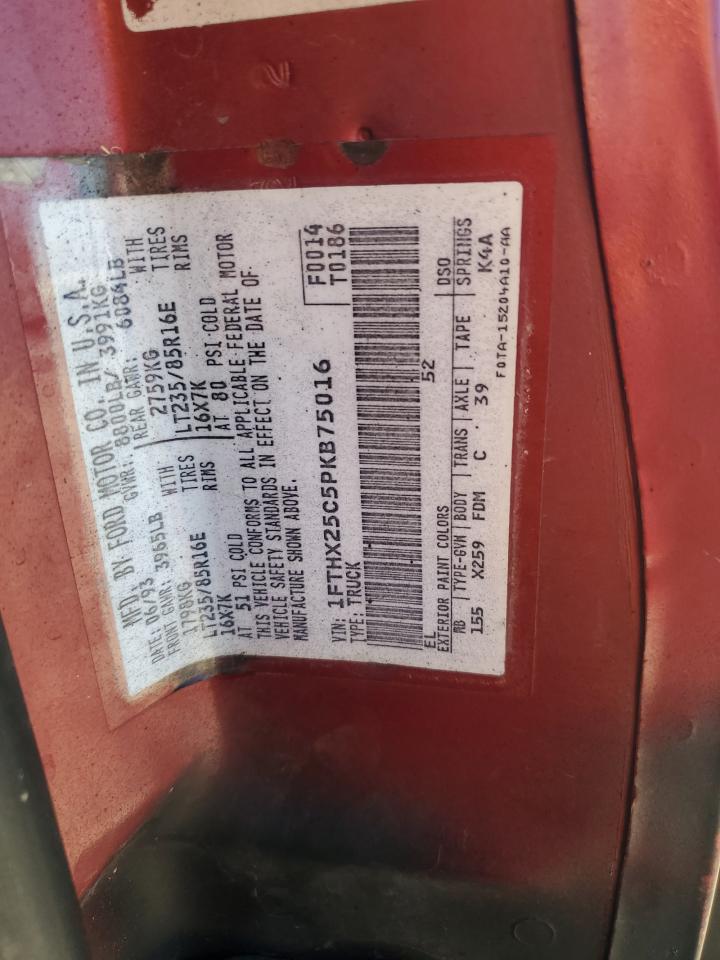 MFD. BY FORD MOTOR CO. IN U.S.A.
DATE: 06/93 GVWR: 8800LB/ 3991KG
FRONT GAWR: 3965LB REAR GAWR: 6084LB
1798KG WITH 2759KG WITH
LT235/85R16E TIRES LT235/85R16E TIRES
16X7K RIMS 16X7K RIMS
AT 51 PSI COLD AT 80 PSI COLD
THIS VEHICLE CONFORMS TO ALL APPLICABLE FEDERAL MOTOR
VEHICLE SAFETY STANDARDS IN EFFECT ON THE DATE OF
MANUFACTURE SHOWN ABOVE.
F0014
T0186
VIN: 1FTHX25C5PKB75016
TYPE: TRUCK
EL 52
EXTERIOR PAINT COLORS DSO
WB TYPE-GVW BODY TRANS AXLE TAPE SPRINGS
155 X259 FDM C 39 K4A
F0TA-15204A10-AA